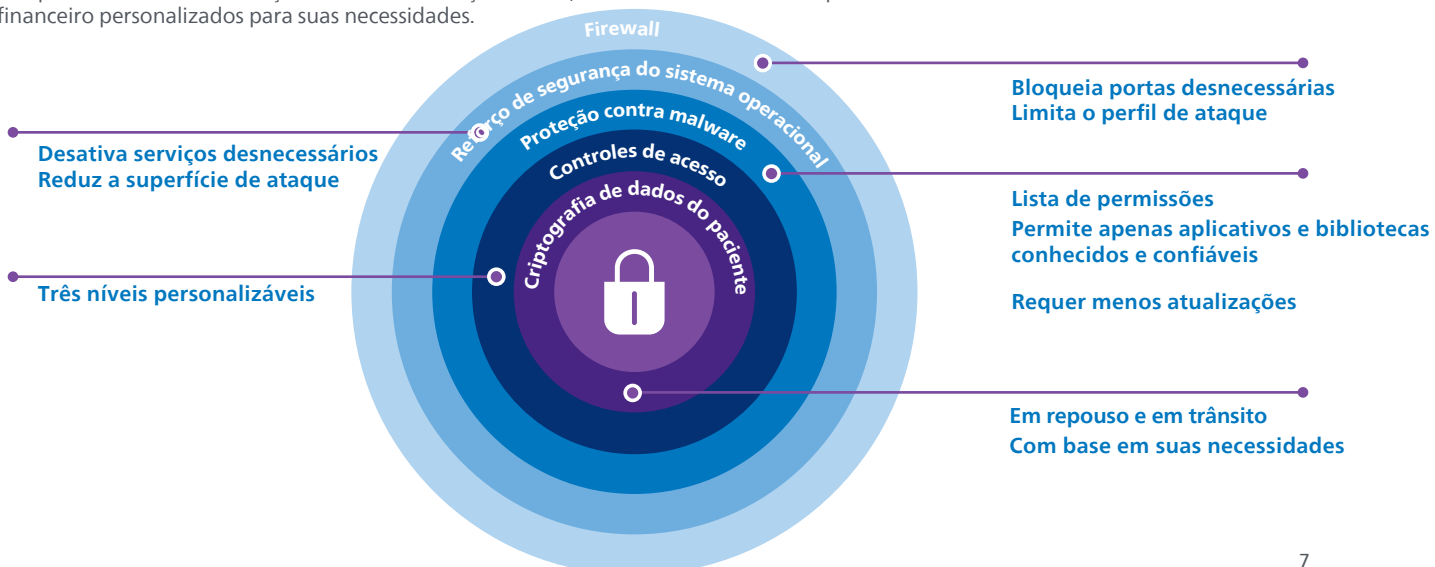 financeiro personalizados para suas necessidades.
Firewall
Reforço de segurança do sistema operacional
Proteção contra malware
Controles de acesso
Criptografia de dados do paciente
Desativa serviços desnecessários
Reduz a superfície de ataque
Três níveis personalizáveis
Bloqueia portas desnecessárias
Limita o perfil de ataque
Lista de permissões
Permite apenas aplicativos e bibliotecas
conhecidos e confiáveis
Requer menos atualizações
Em repouso e em trânsito
Com base em suas necessidades
7